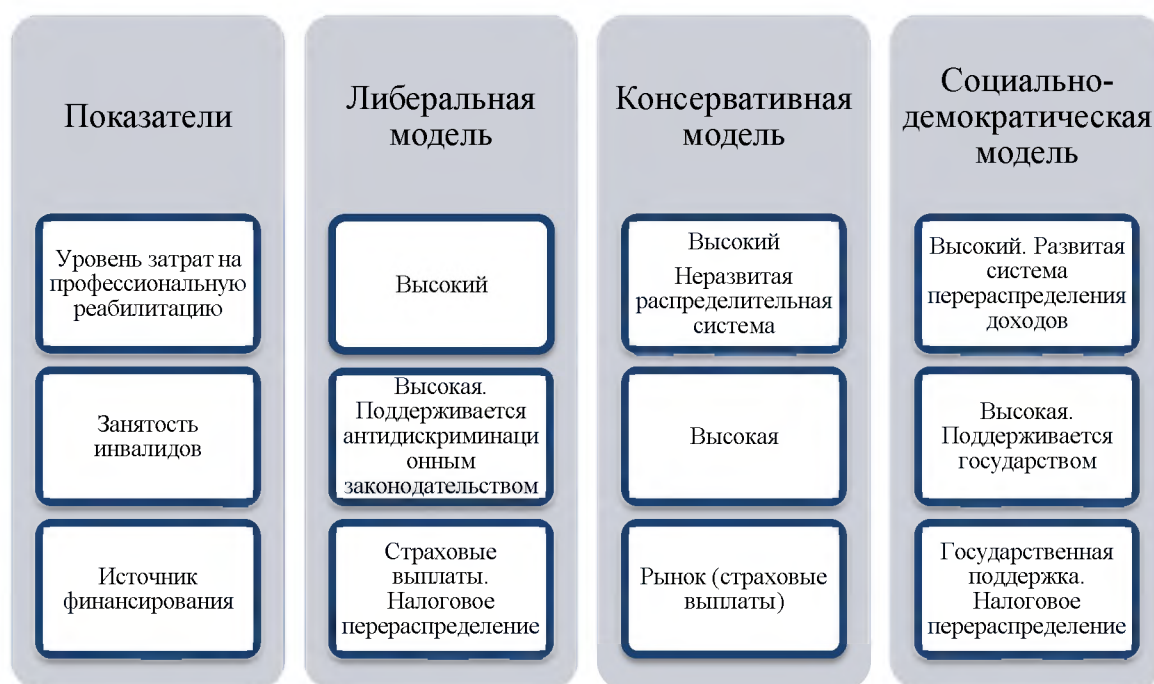 Показатели
Уровень затрат на
профессиональную
реабилитацию
Занятость
инвалидов
Источник
финансирования
Либеральная
модель
Высокий
Высокая.
Поддерживается
антидискриминаци
онным
законодательством
Страховые
выплаты.
Налоговое
перераспределение
Консервативная
модель
Высокий
Неразвитая
распределительная
система
Высокая
Рынок (страховые
выплаты)
Социально-
демократическая
модель
Высокий. Развитая
система
перераспределения
доходов
Высокая.
Поддерживается
государством
Государственная
поддержка.
Налоговое
перераспределение